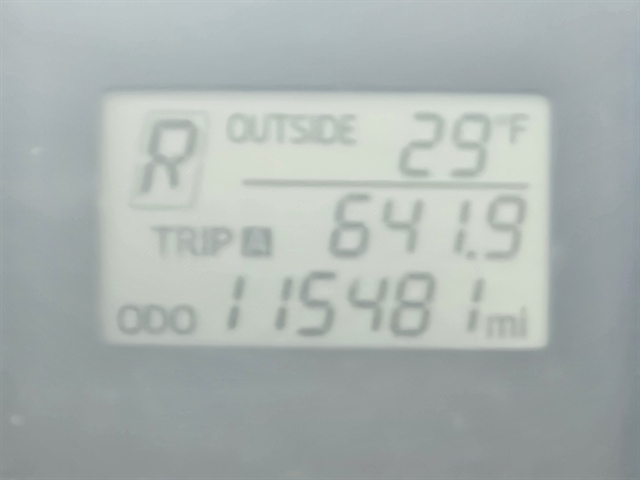 R OUTSIDE 29°F
TRIP A 641.9
ODO 115481 mi